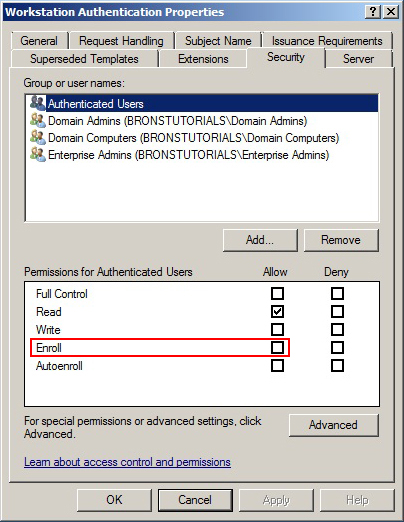 Workstation Authentication Properties
General Request Handling Subject Name Issuance Requirements
Superseded Templates Extensions Security Server
Group or user names:
Authenticated Users
Domain Admins (BRONSTUTORIALS\Domain Admins)
Domain Computers (BRONSTUTORIALS\Domain Computers)
Enterprise Admins (BRONSTUTORIALS\Enterprise Admins)
Add... Remove
Permissions for Authenticated Users Allow Deny
Full Control
Read
Write
Enroll
Autoenroll
For special permissions or advanced settings, click
Advanced.
Advanced
Learn about access control and permissions
OK Cancel Apply Help